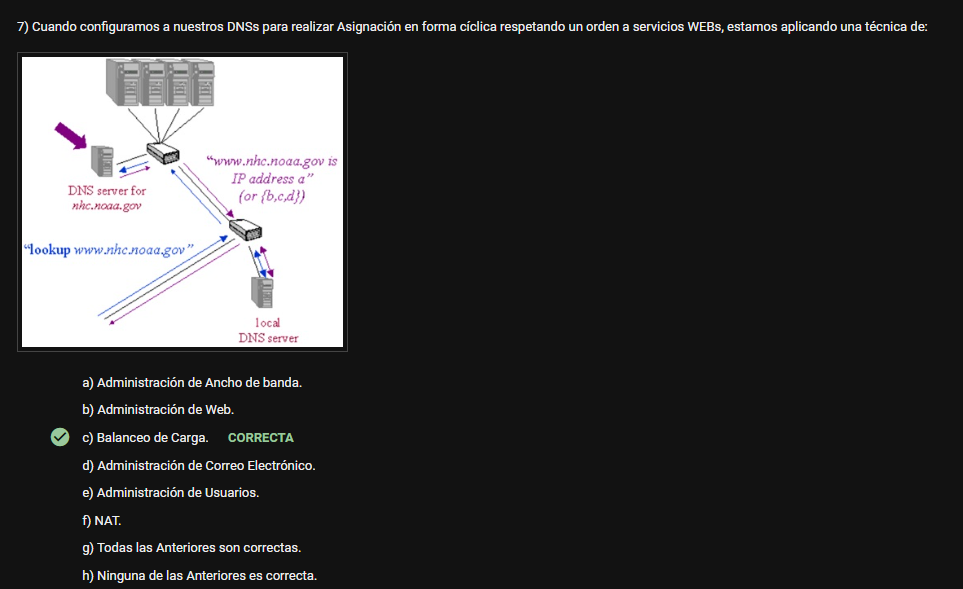 7) Cuando configuramos a nuestros DNSs para realizar Asignación en forma cíclica respetando un orden a servicios WEBs, estamos aplicando una técnica de:
"www.nhc.noaa.gov is
IP address a"
(or {b,c,d})
DNS server for
nhc.noaa.gov
"lookup www.nhc.noaa.gov"
local
DNS server
a) Administración de Ancho de banda.
b) Administración de Web.
c) Balanceo de Carga. CORRECTA
d) Administración de Correo Electrónico.
e) Administración de Usuarios.
f) NAT.
g) Todas las Anteriores son correctas.
h) Ninguna de las Anteriores es correcta.